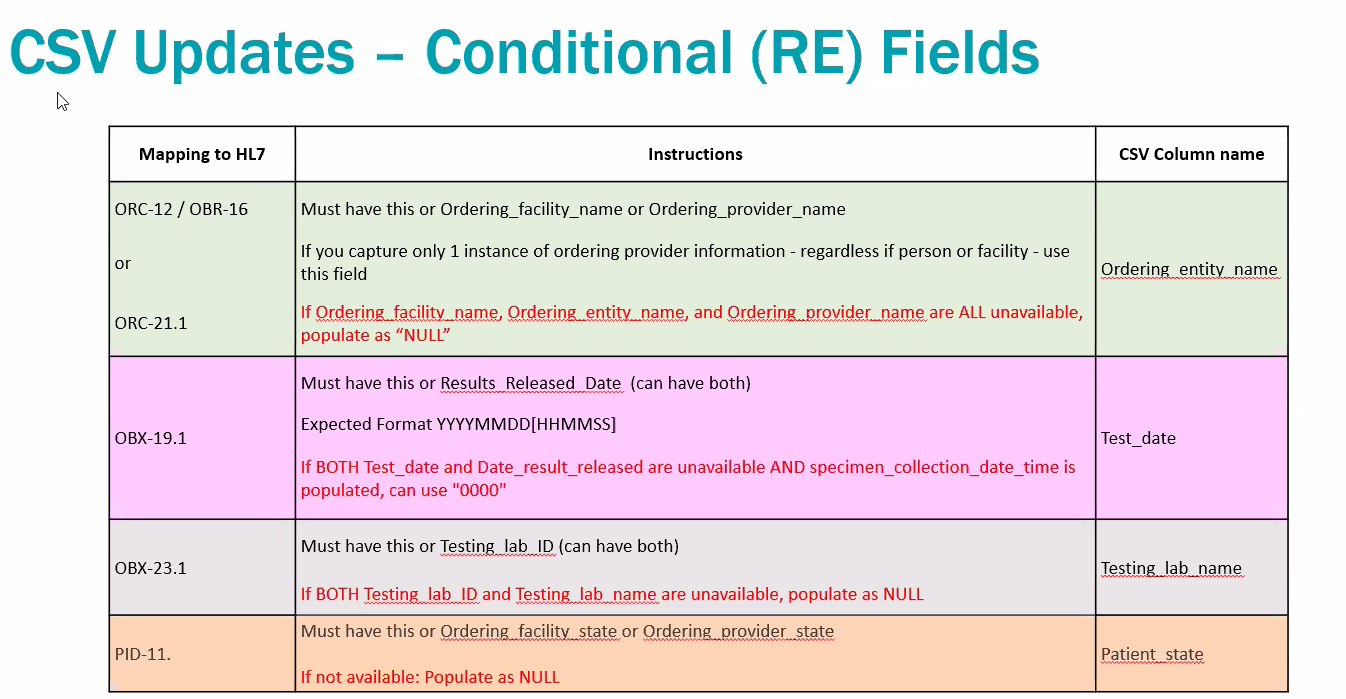 CSV Updates – Conditional (RE) Fields
Mapping to HL7
Instructions
CSV Column name
ORC-12 / OBR-16
or
ORC-21.1
Must have this or Ordering_facility_name or Ordering_provider_name
If you capture only 1 instance of ordering provider information - regardless if person or facility - use
this field
If Ordering_facility_name, Ordering_entity_name, and Ordering_provider_name are ALL unavailable,
populate as “NULL”
Ordering_entity_name
OBX-19.1
Must have this or Results_Released_Date (can have both)
Expected Format YYYYMMDD[HHMMSS]
If BOTH Test_date and Date_result_released are unavailable AND specimen_collection_date_time is
populated, can use "0000"
Test_date
OBX-23.1
Must have this or Testing_lab_ID (can have both)
If BOTH Testing_lab_ID and Testing_lab_name are unavailable, populate as NULL
Testing_lab_name
PID-11.
Must have this or Ordering_facility_state or Ordering_provider_state
If not available: Populate as NULL
Patient_state